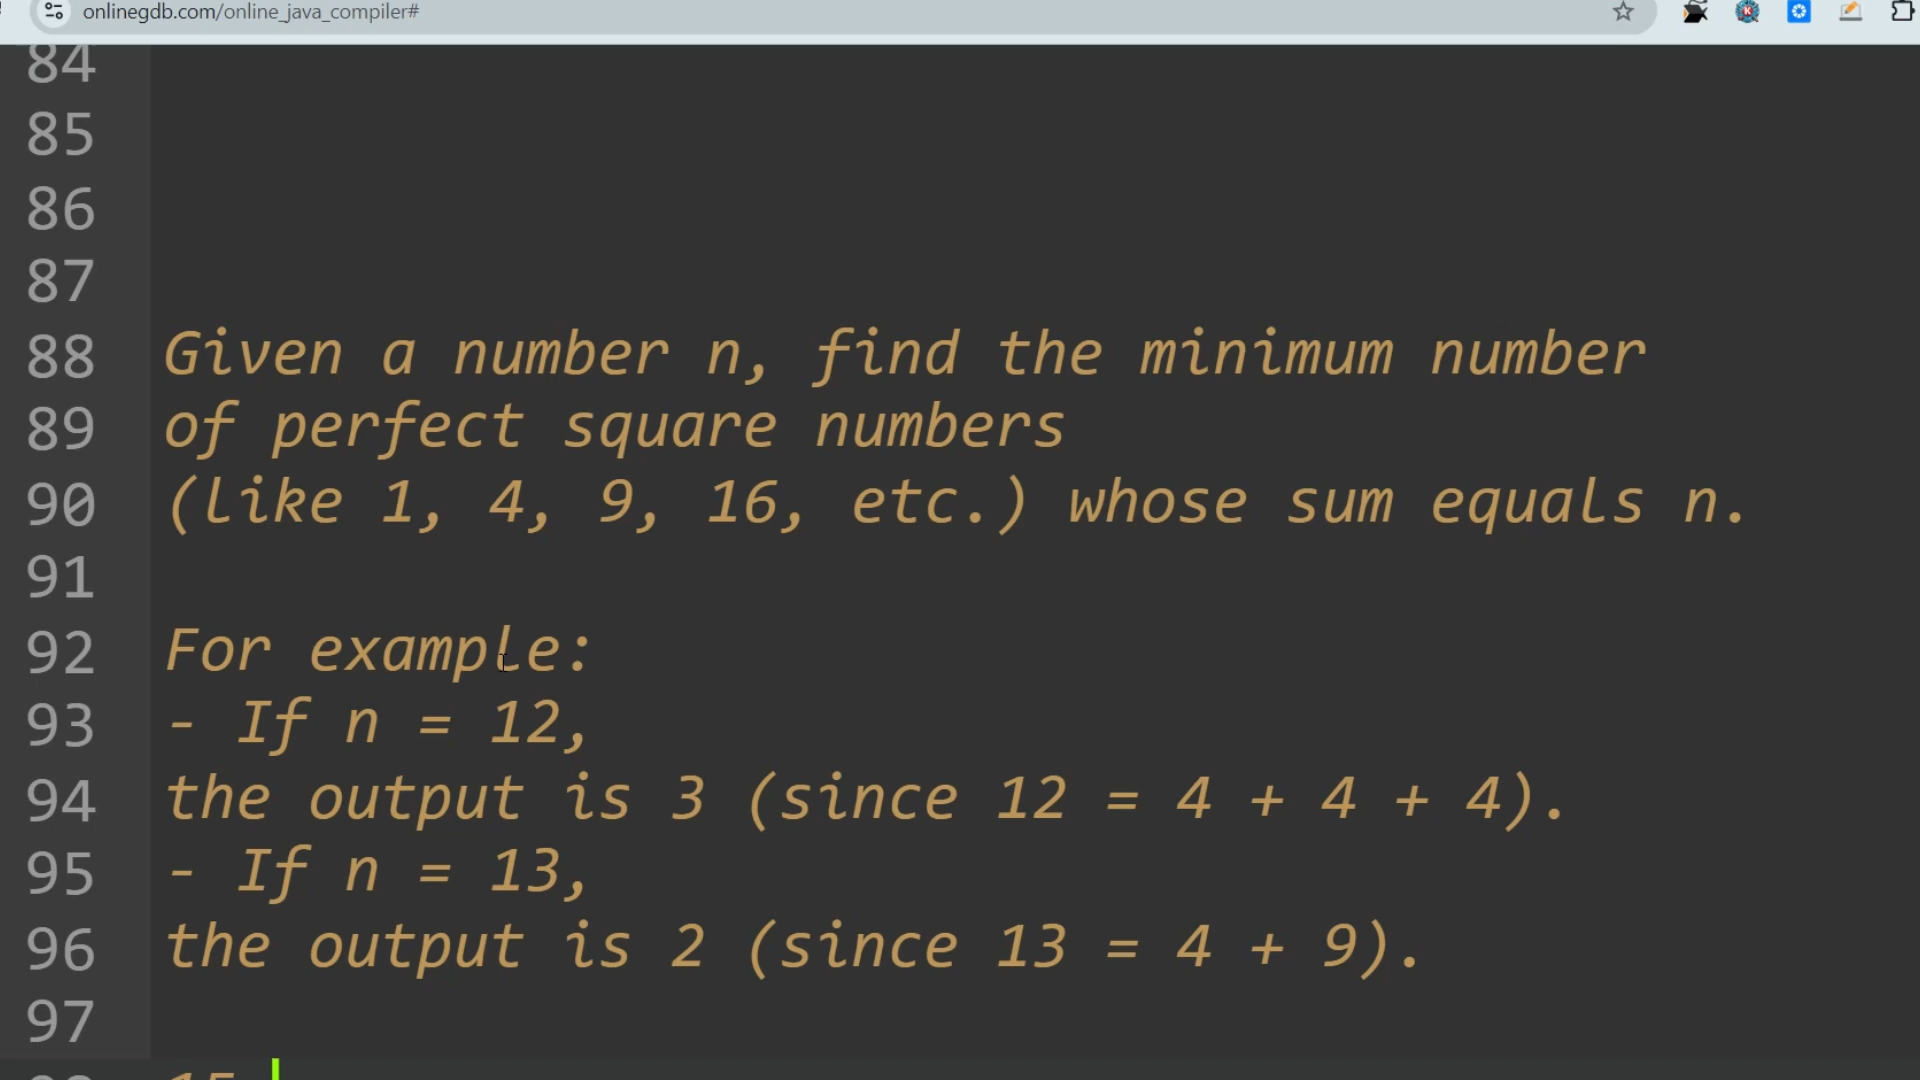 onlinegdb.com/online_java_compiler#
84
85
86
87
88 Given a number n, find the minimum number
89 of perfect square numbers
90 (like 1, 4, 9, 16, etc.) whose sum equals n.
91
92 For example:
93 - If n = 12,
94 the output is 3 (since 12 = 4 + 4 + 4).
95 - If n = 13,
96 the output is 2 (since 13 = 4 + 9).
97